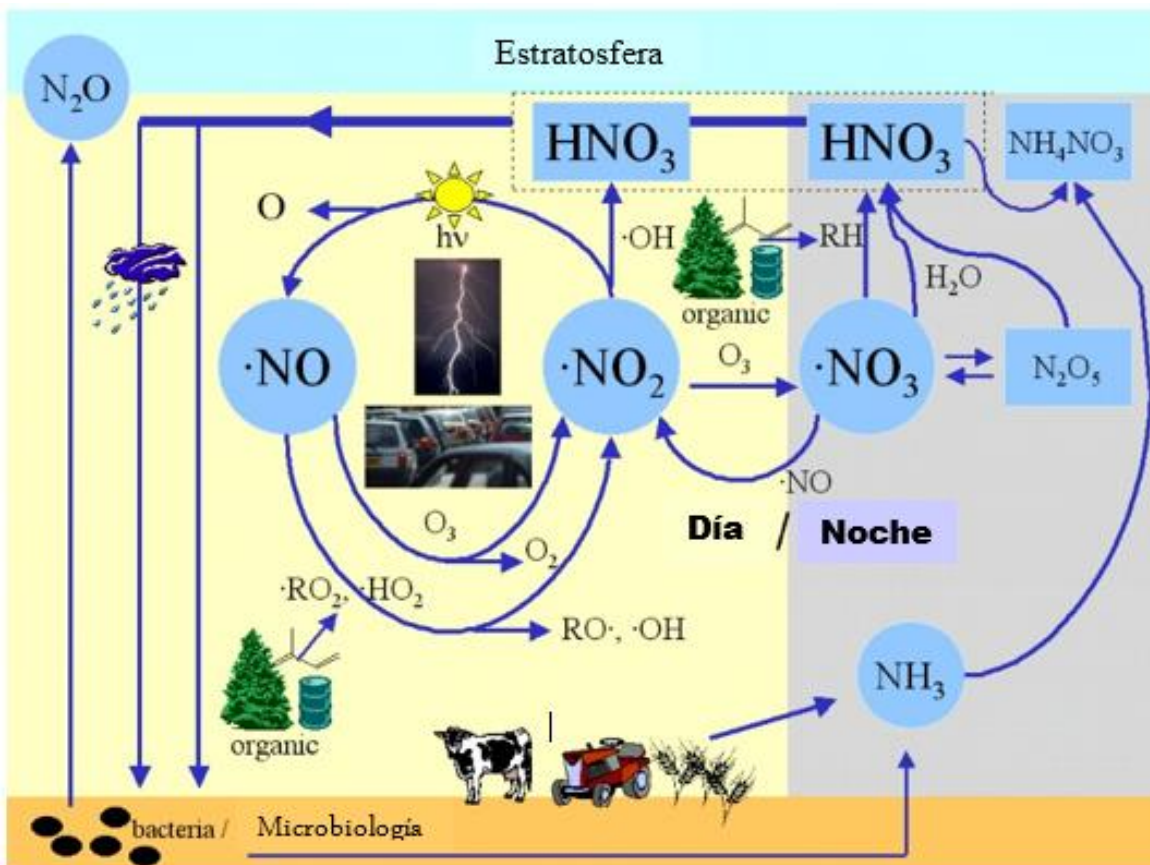 Estratosfera
N₂O
HNO₃
HNO₃
NH₄NO₃
O
hν
·OH
RH
H₂O
organic
·NO
·NO₂
O₃
·NO₃
N₂O₅
·NO
Día / Noche
O₃
O₂
·RO₂, ·HO₂
RO·, ·OH
NH₃
organic
bacteria / Microbiología